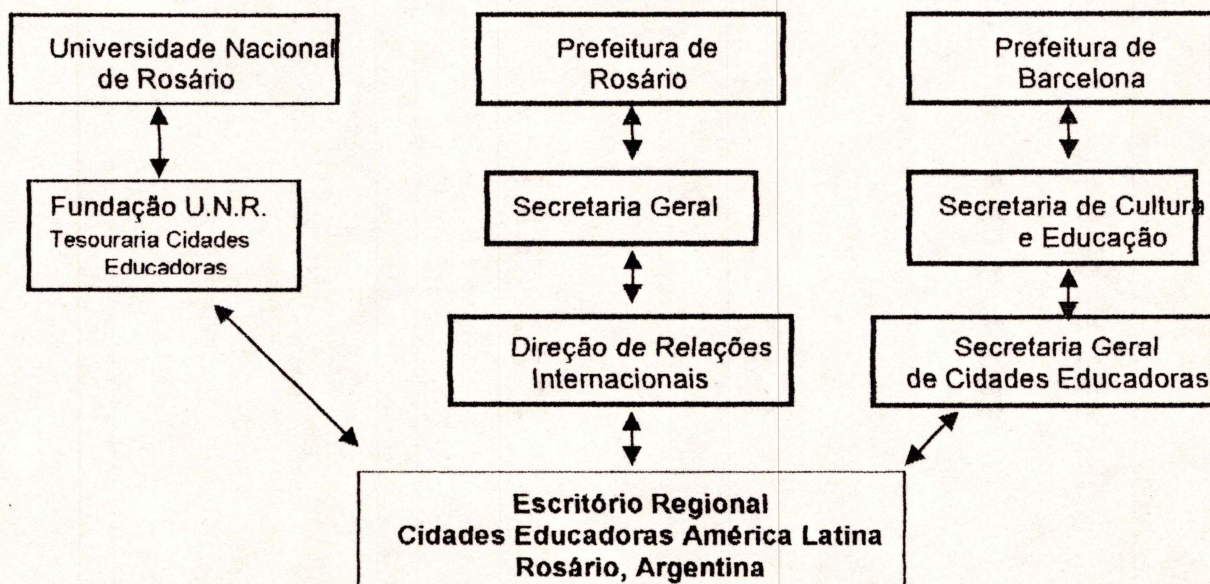 Universidade Nacional
de Rosário
Prefeitura de
Rosário
Prefeitura de
Barcelona
Fundação U.N.R.
Tesouraria Cidades
Educadoras
Secretaria Geral
Secretaria de Cultura
e Educação
Direção de Relações
Internacionais
Secretaria Geral
de Cidades Educadoras
Escritório Regional
Cidades Educadoras América Latina
Rosário, Argentina